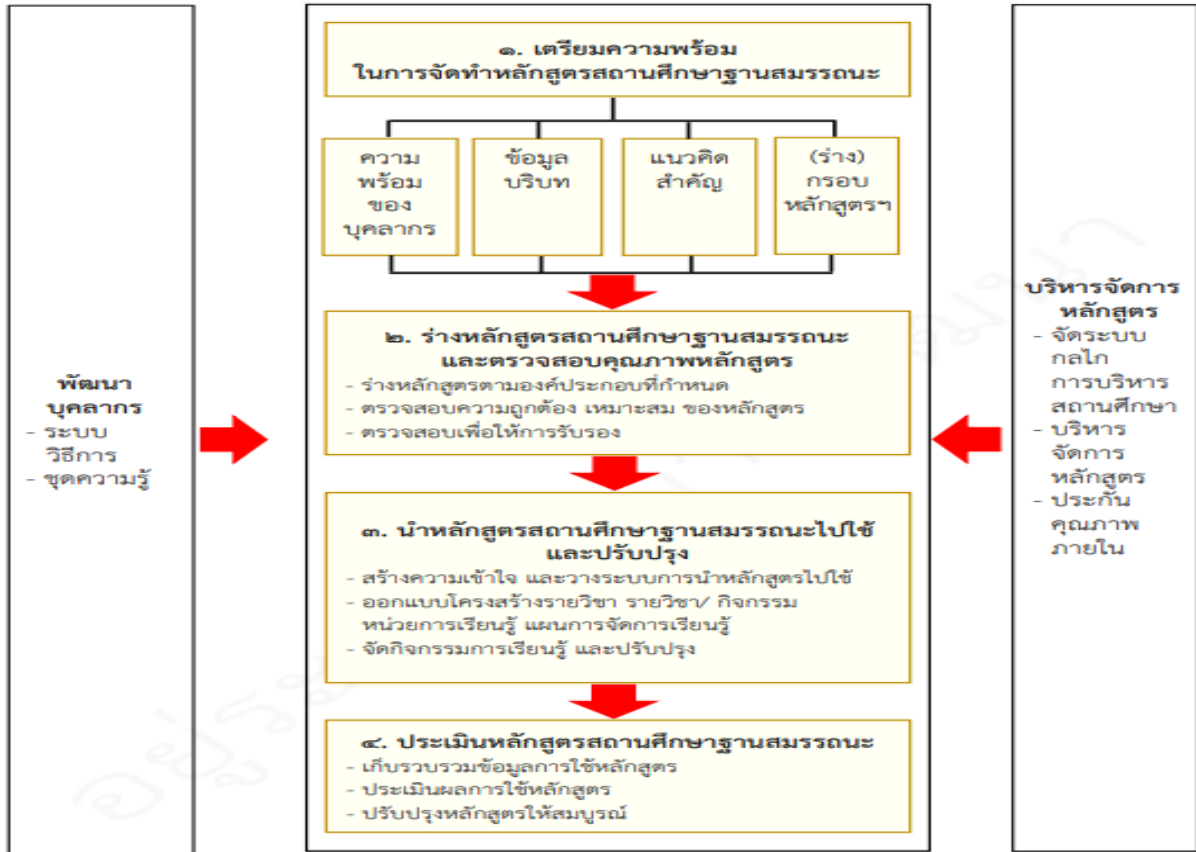 ๑. เตรียมความพร้อม
ในการจัดทำหลักสูตรสถานศึกษาฐานสมรรถนะ
ความ
พร้อม
ของ
บุคลากร
ข้อมูล
บริบท
แนวคิด
สำคัญ
(ร่าง)
กรอบ
หลักสูตรฯ
๒. ร่างหลักสูตรสถานศึกษาฐานสมรรถนะ
และตรวจสอบคุณภาพหลักสูตร
- ร่างหลักสูตรตามองค์ประกอบที่กำหนด
- ตรวจสอบความถูกต้อง เหมาะสม ของหลักสูตร
- ตรวจสอบเพื่อให้การรับรอง
๓. นำหลักสูตรสถานศึกษาฐานสมรรถนะไปใช้
และปรับปรุง
- สร้างความเข้าใจ และวางระบบการนำหลักสูตรไปใช้
- ออกแบบโครงสร้างรายวิชา รายวิชา/ กิจกรรม
หน่วยการเรียนรู้ แผนการจัดการเรียนรู้
- จัดกิจกรรมการเรียนรู้ และปรับปรุง
๔. ประเมินหลักสูตรสถานศึกษาฐานสมรรถนะ
- เก็บรวบรวมข้อมูลการใช้หลักสูตร
- ประเมินผลการใช้หลักสูตร
- ปรับปรุงหลักสูตรให้สมบูรณ์
พัฒนา
บุคลากร
- ระบบ
วิธีการ
- ชุดความรู้
บริหารจัดการ
หลักสูตร
- จัดระบบ
กลไก
การบริหาร
สถานศึกษา
- บริหาร
จัดการ
หลักสูตร
- ประกัน
คุณภาพ
ภายใน